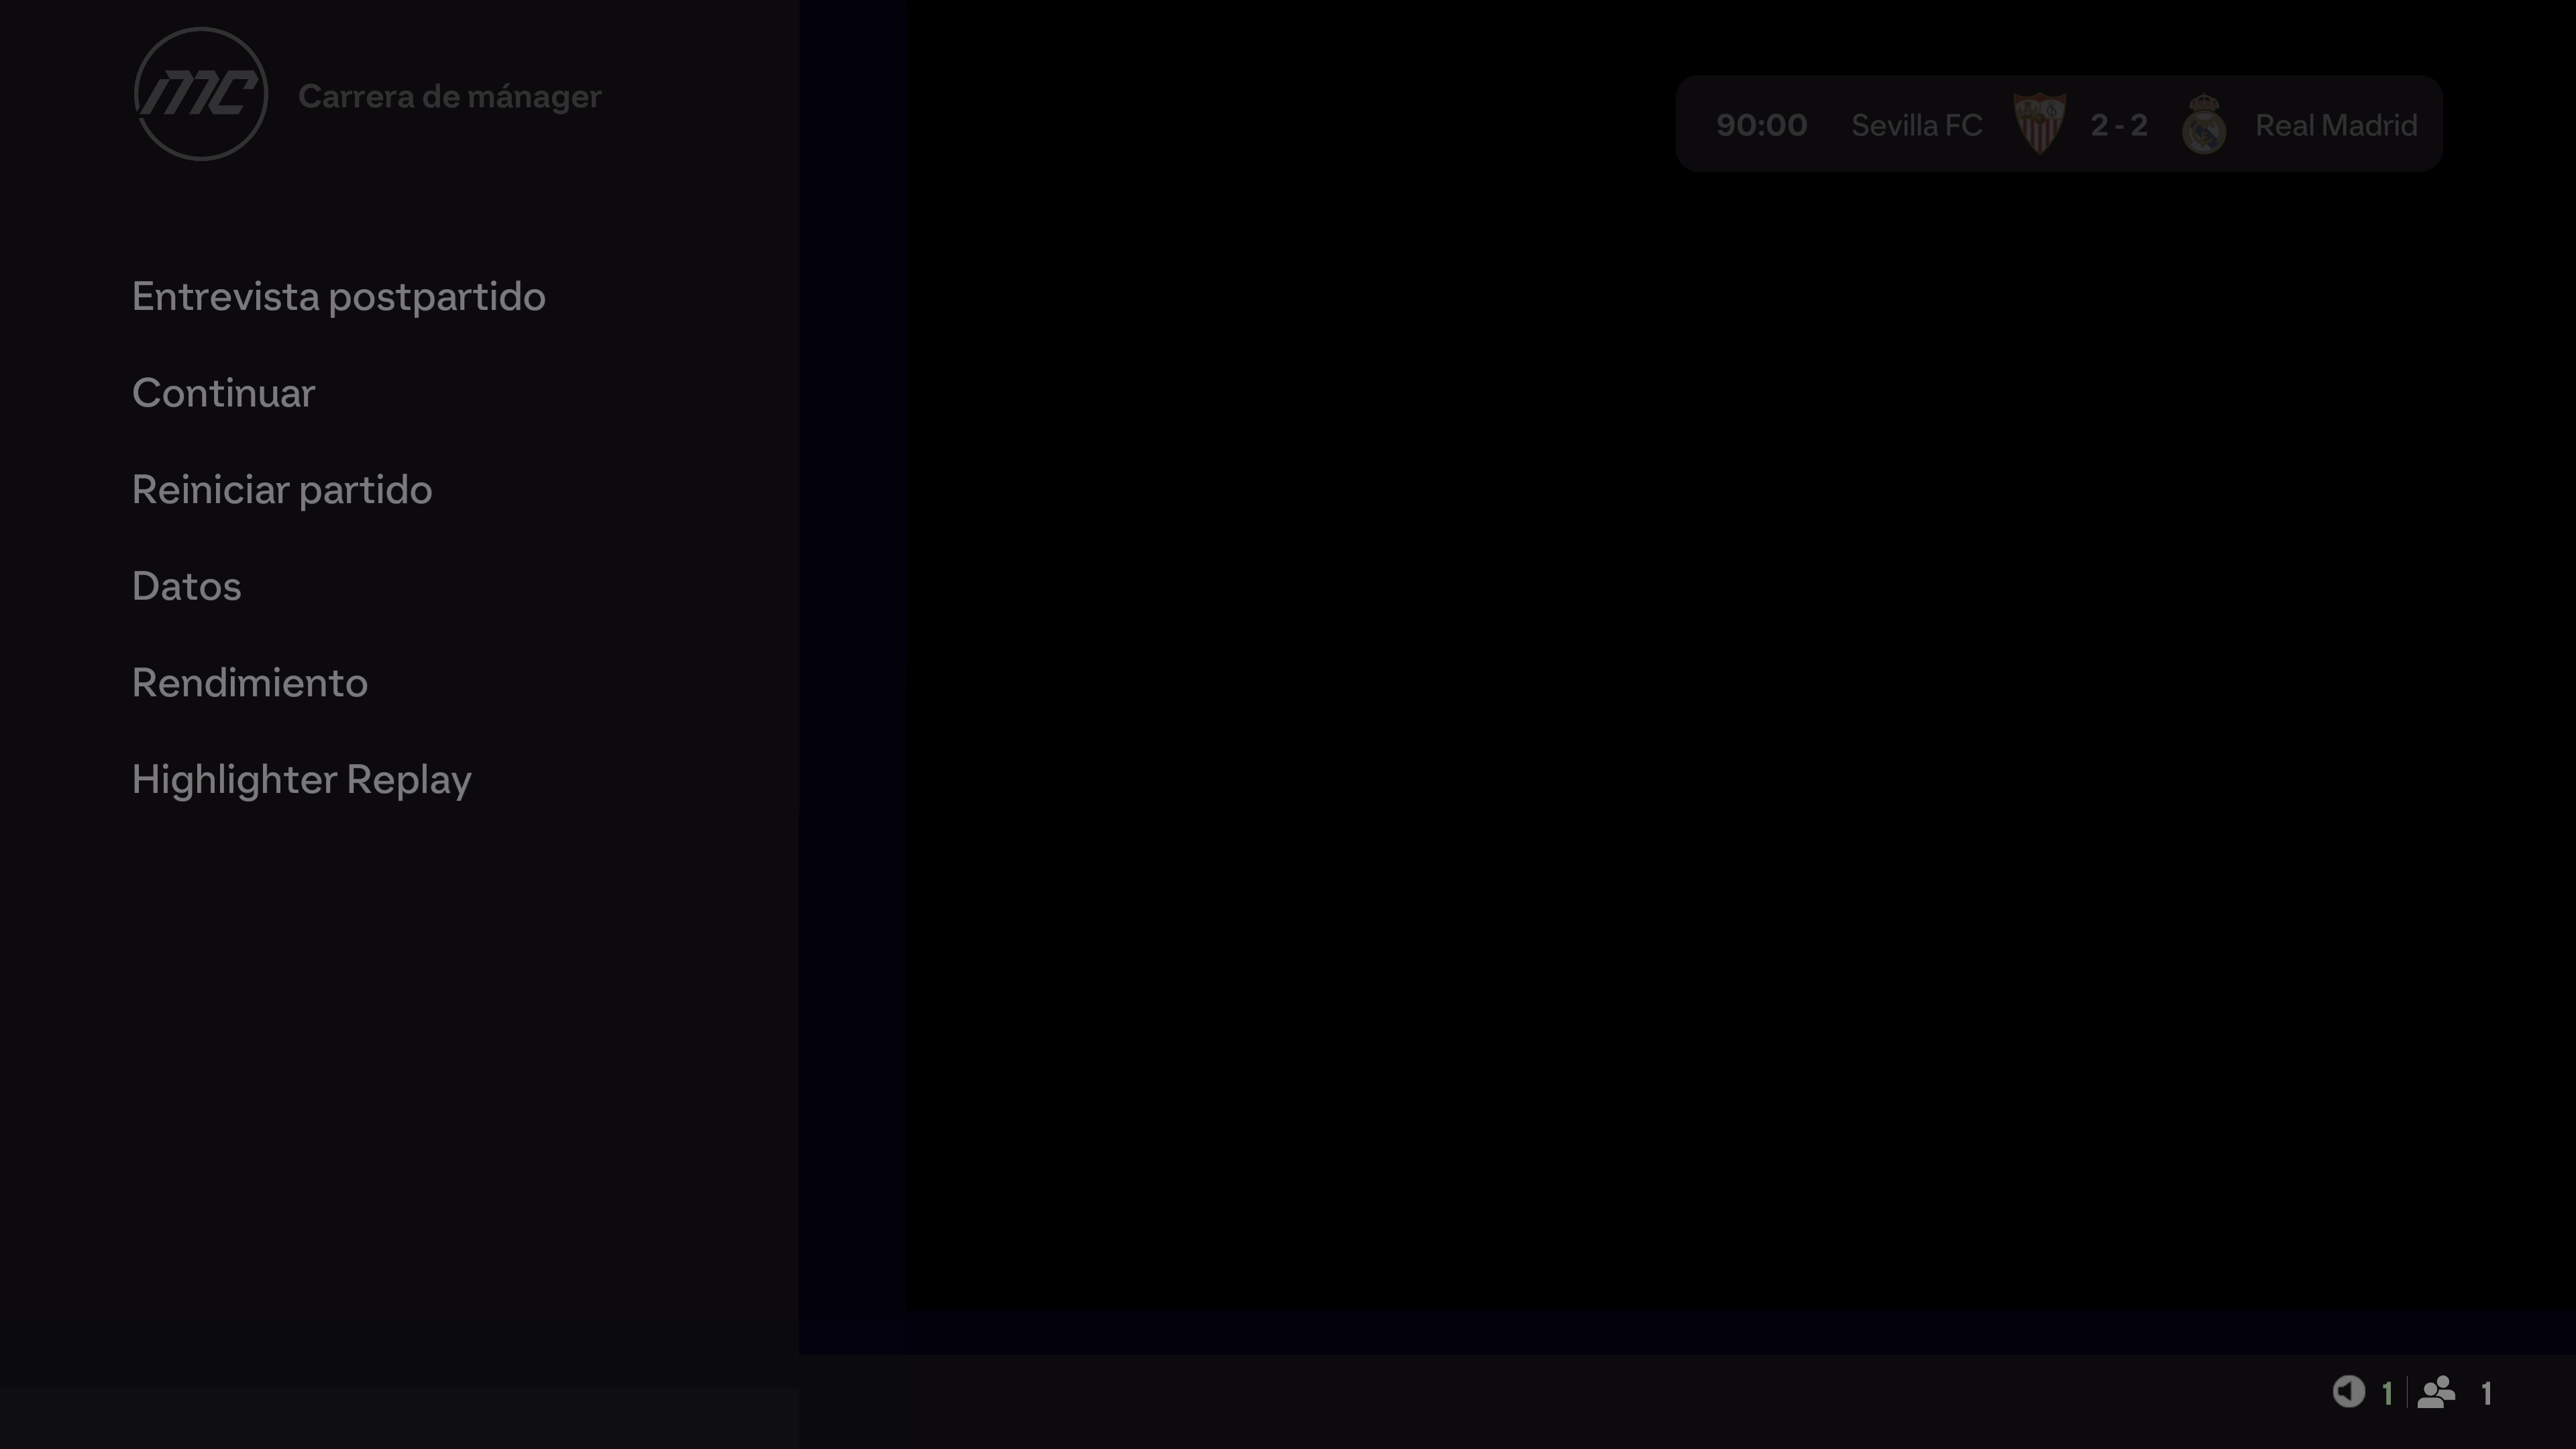 MC Carrera de mánager
90:00 Sevilla FC 2 - 2 Real Madrid
Entrevista postpartido
Continuar
Reiniciar partido
Datos
Rendimiento
Highlighter Replay
1 1